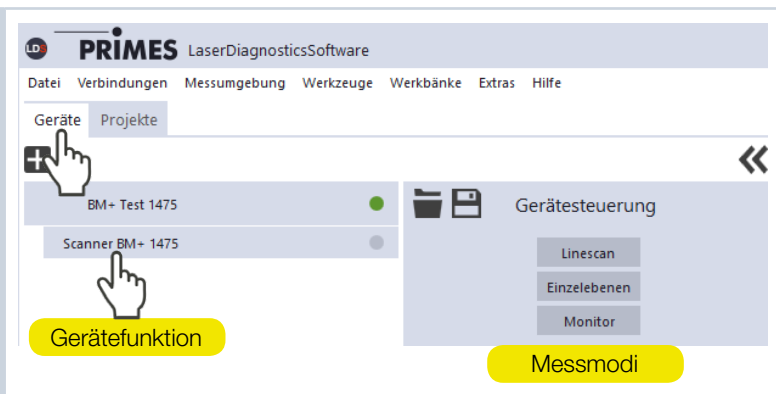 LDS PRIMES LaserDiagnosticsSoftware
Datei Verbindungen Messumgebung Werkzeuge Werkbänke Extras Hilfe
Geräte Projekte
BM+ Test 1475
Scanner BM+ 1475
Gerätefunktion
Gerätesteuerung
Linescan
Einzelebenen
Monitor
Messmodi